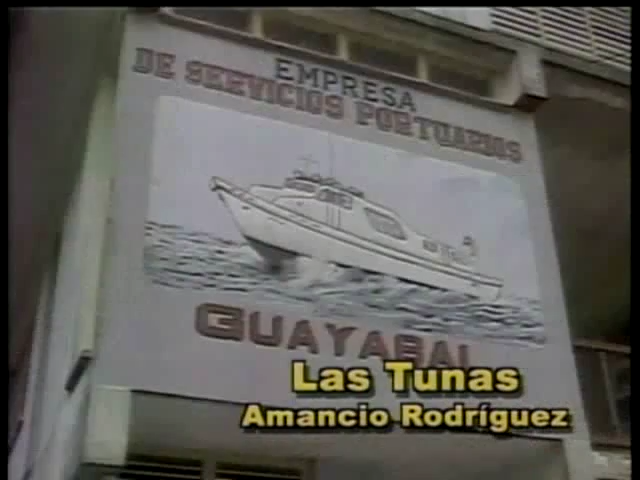 EMPRESA
DE SERVICIOS PORTUARIOS
GUAYABAL
Las Tunas
Amancio Rodríguez